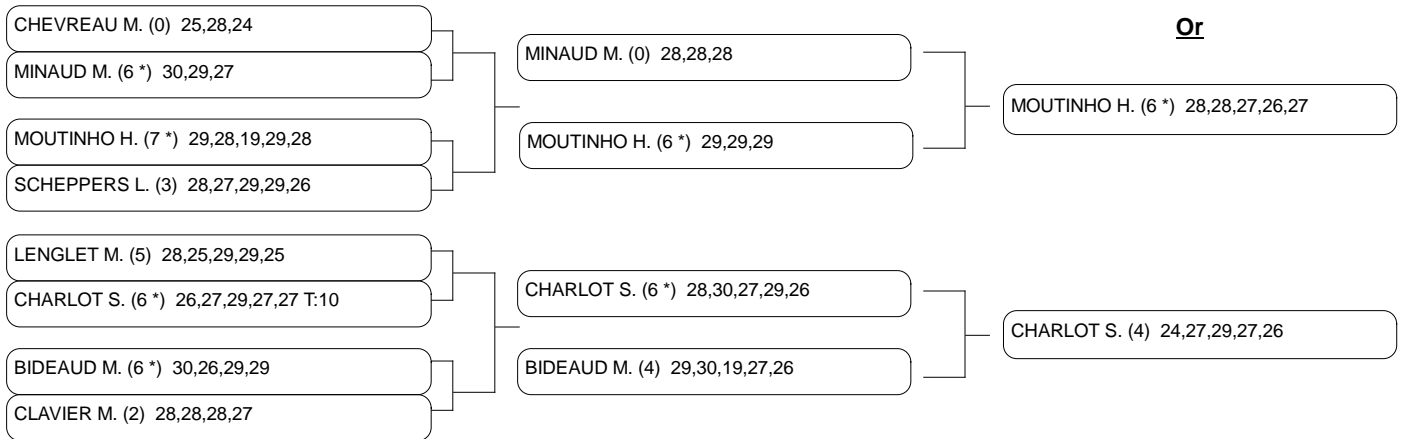 CHEVREAU M. (0) 25,28,24
MINAUD M. (6 *) 30,29,27
MOUTINHO H. (7 *) 29,28,19,29,28
SCHEPPERS L. (3) 28,27,29,29,26
LENGLET M. (5) 28,25,29,29,25
CHARLOT S. (6 *) 26,27,29,27,27 T:10
BIDEAUD M. (6 *) 30,26,29,29
CLAVIER M. (2) 28,28,28,27
MINAUD M. (0) 28,28,28
MOUTINHO H. (6 *) 29,29,29
CHARLOT S. (6 *) 28,30,27,29,26
BIDEAUD M. (4) 29,30,19,27,26
Or
MOUTINHO H. (6 *) 28,28,27,26,27
CHARLOT S. (4) 24,27,29,27,26